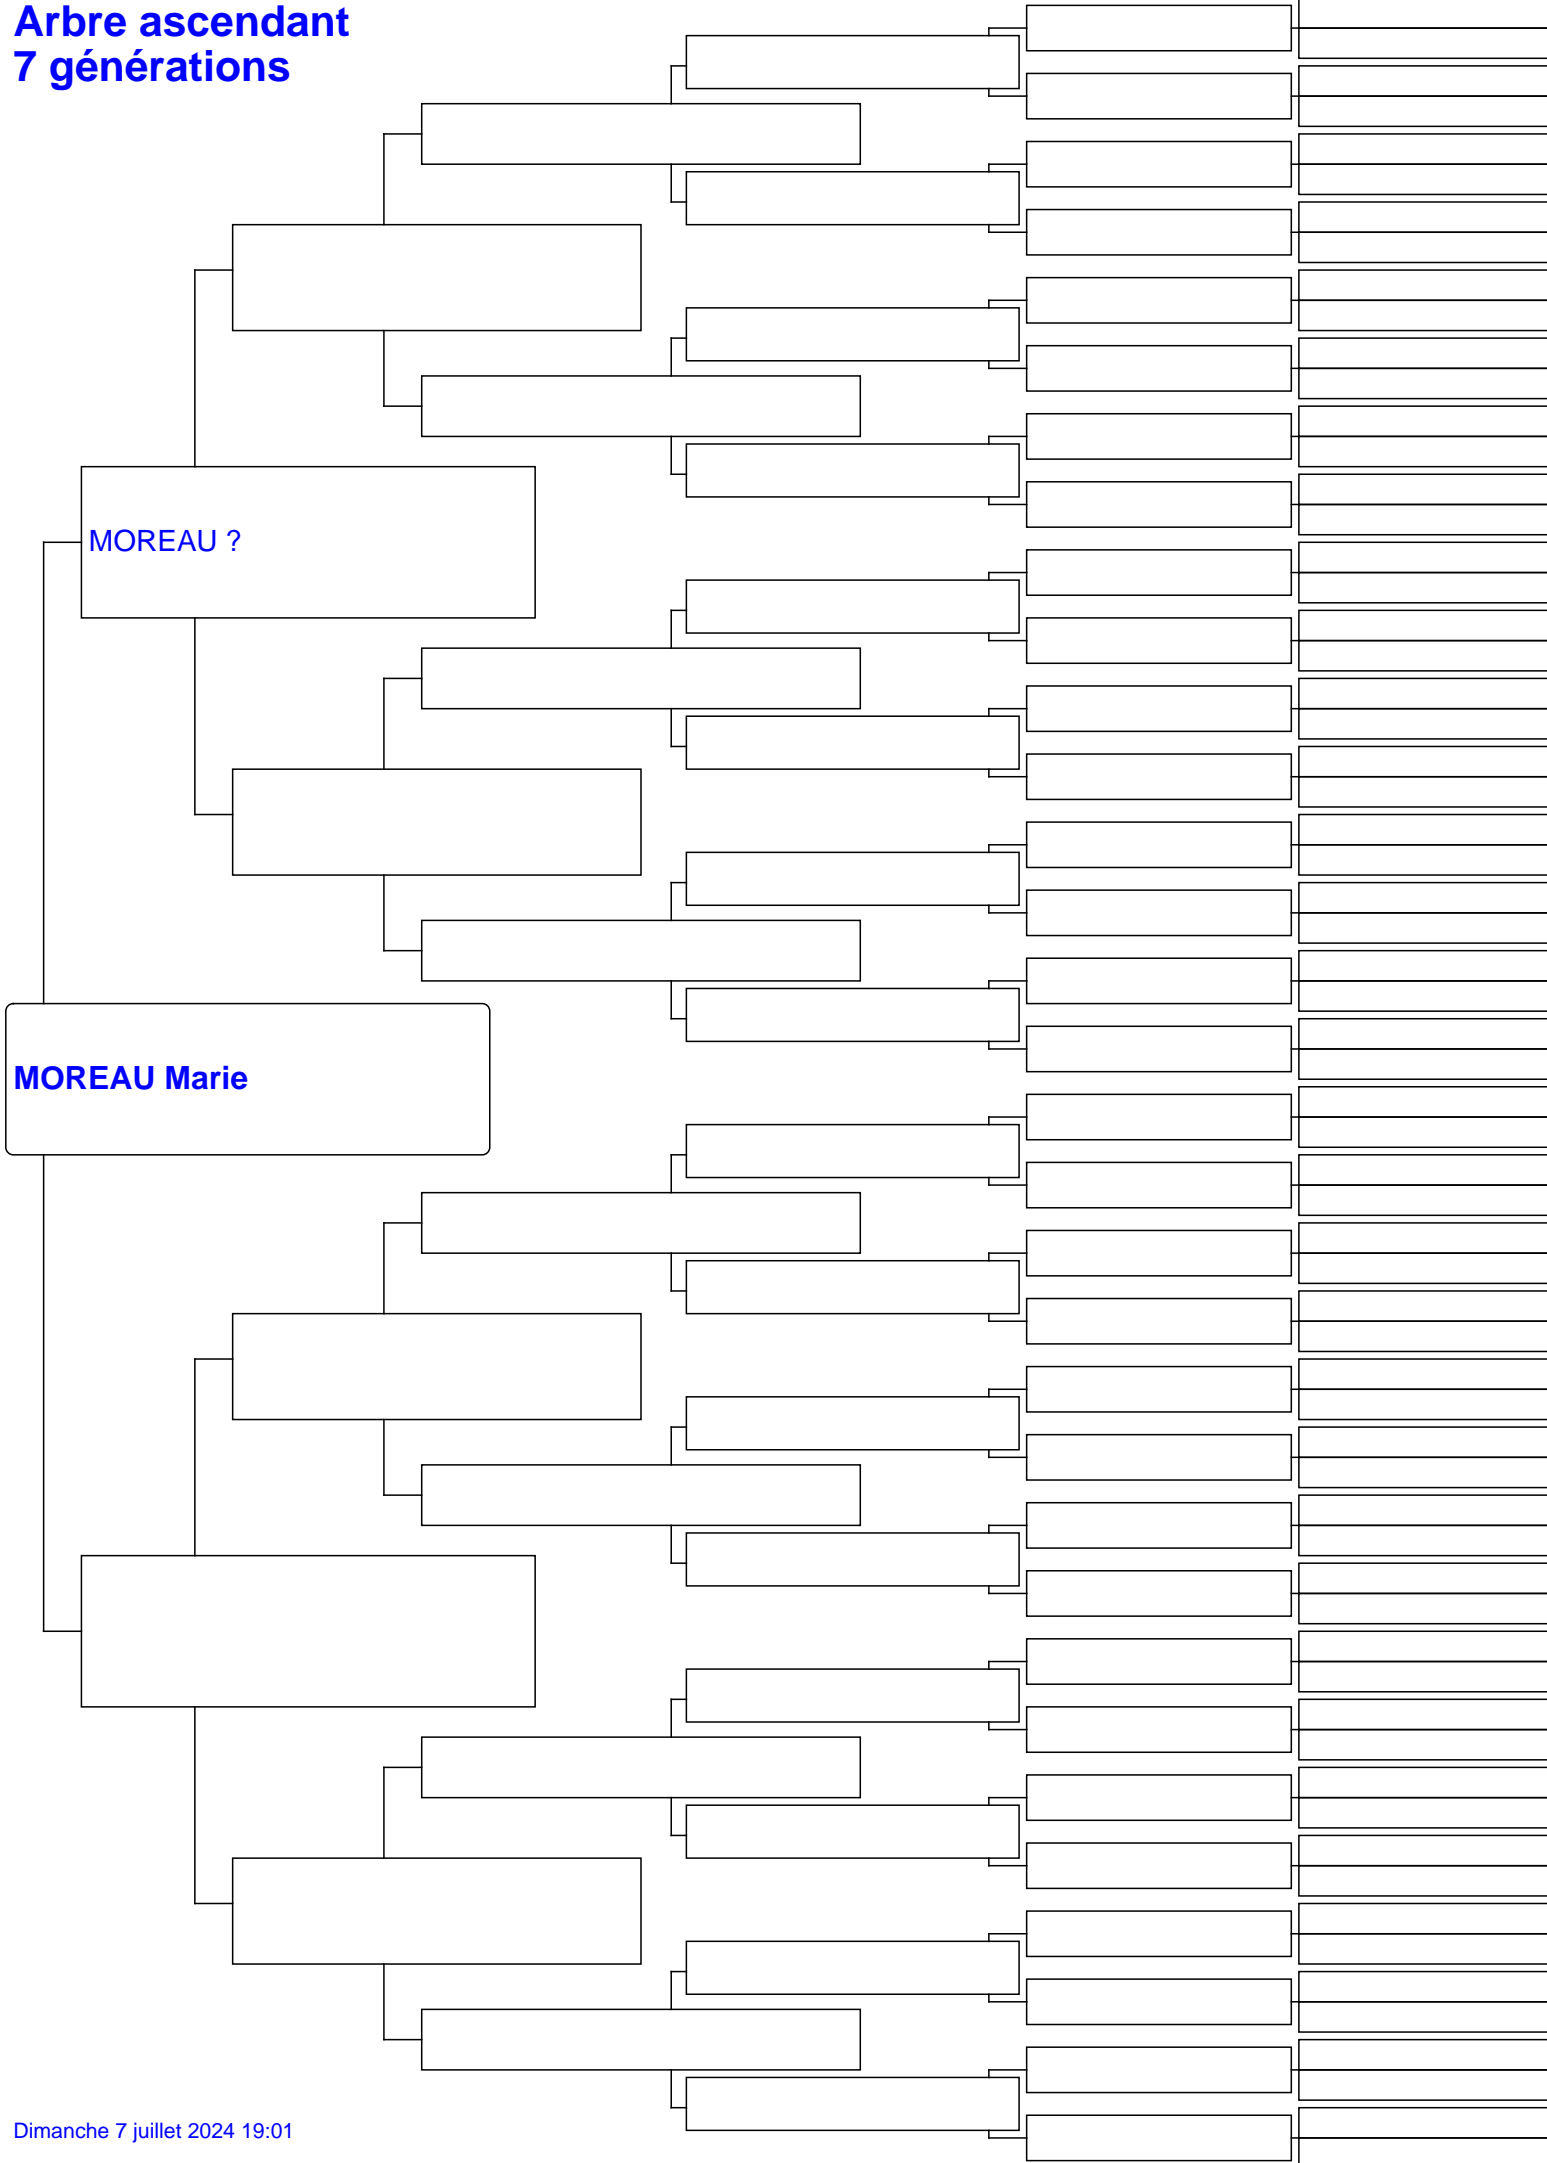 Arbre ascendant
7 générations
MOREAU ?
MOREAU Marie
Dimanche 7 juillet 2024 19:01